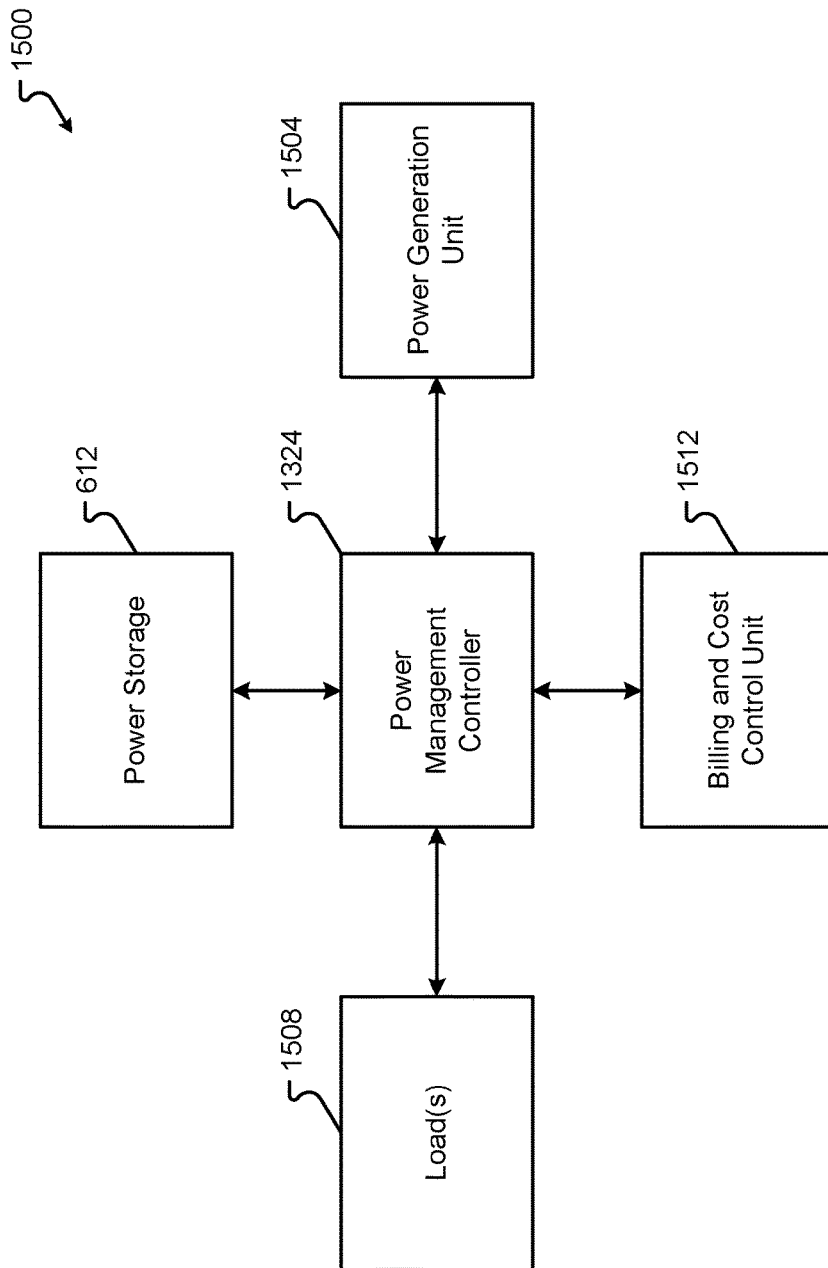 1500
612
Power Storage
1508
Load(s)
1324
Power
Management
Controller
1504
Power Generation
Unit
1512
Billing and Cost
Control Unit